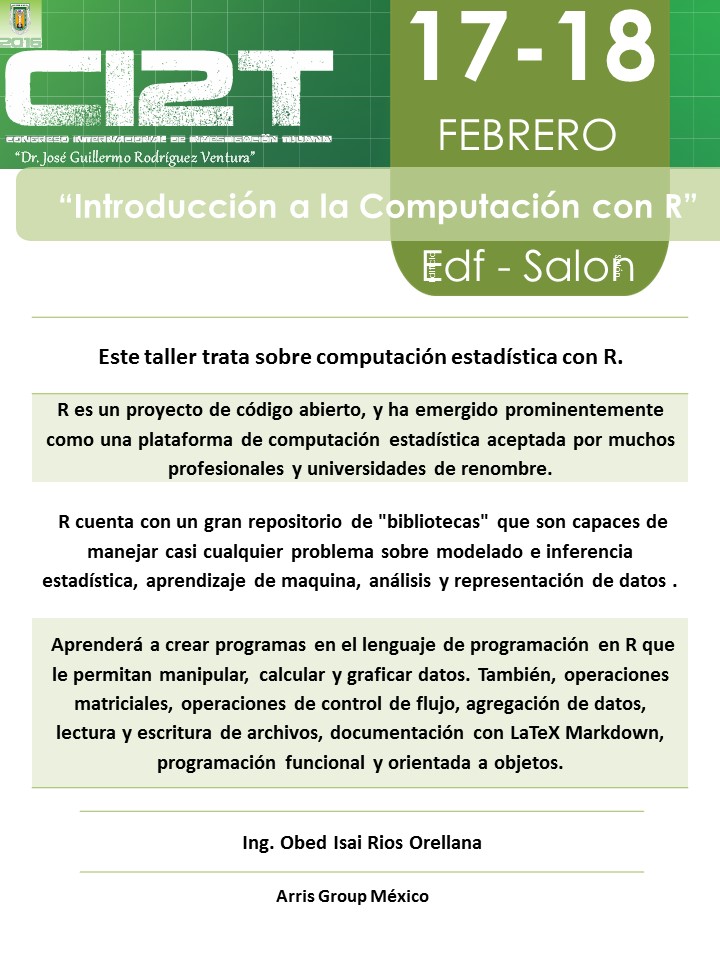 2016
CI2T
CONGRESO INTERNACIONAL DE INVESTIGACIÓN TIJUANA
“Dr. José Guillermo Rodríguez Ventura”
17-18
FEBRERO
“Introducción a la Computación con R”
Edf - Salon
Edificio
Salón
Este taller trata sobre computación estadística con R.
R es un proyecto de código abierto, y ha emergido prominentemente
como una plataforma de computación estadística aceptada por muchos
profesionales y universidades de renombre.
R cuenta con un gran repositorio de "bibliotecas" que son capaces de
manejar casi cualquier problema sobre modelado e inferencia
estadística, aprendizaje de maquina, análisis y representación de datos .
Aprenderá a crear programas en el lenguaje de programación en R que
le permitan manipular, calcular y graficar datos. También, operaciones
matriciales, operaciones de control de flujo, agregación de datos,
lectura y escritura de archivos, documentación con LaTeX Markdown,
programación funcional y orientada a objetos.
Ing. Obed Isai Rios Orellana
Arris Group México